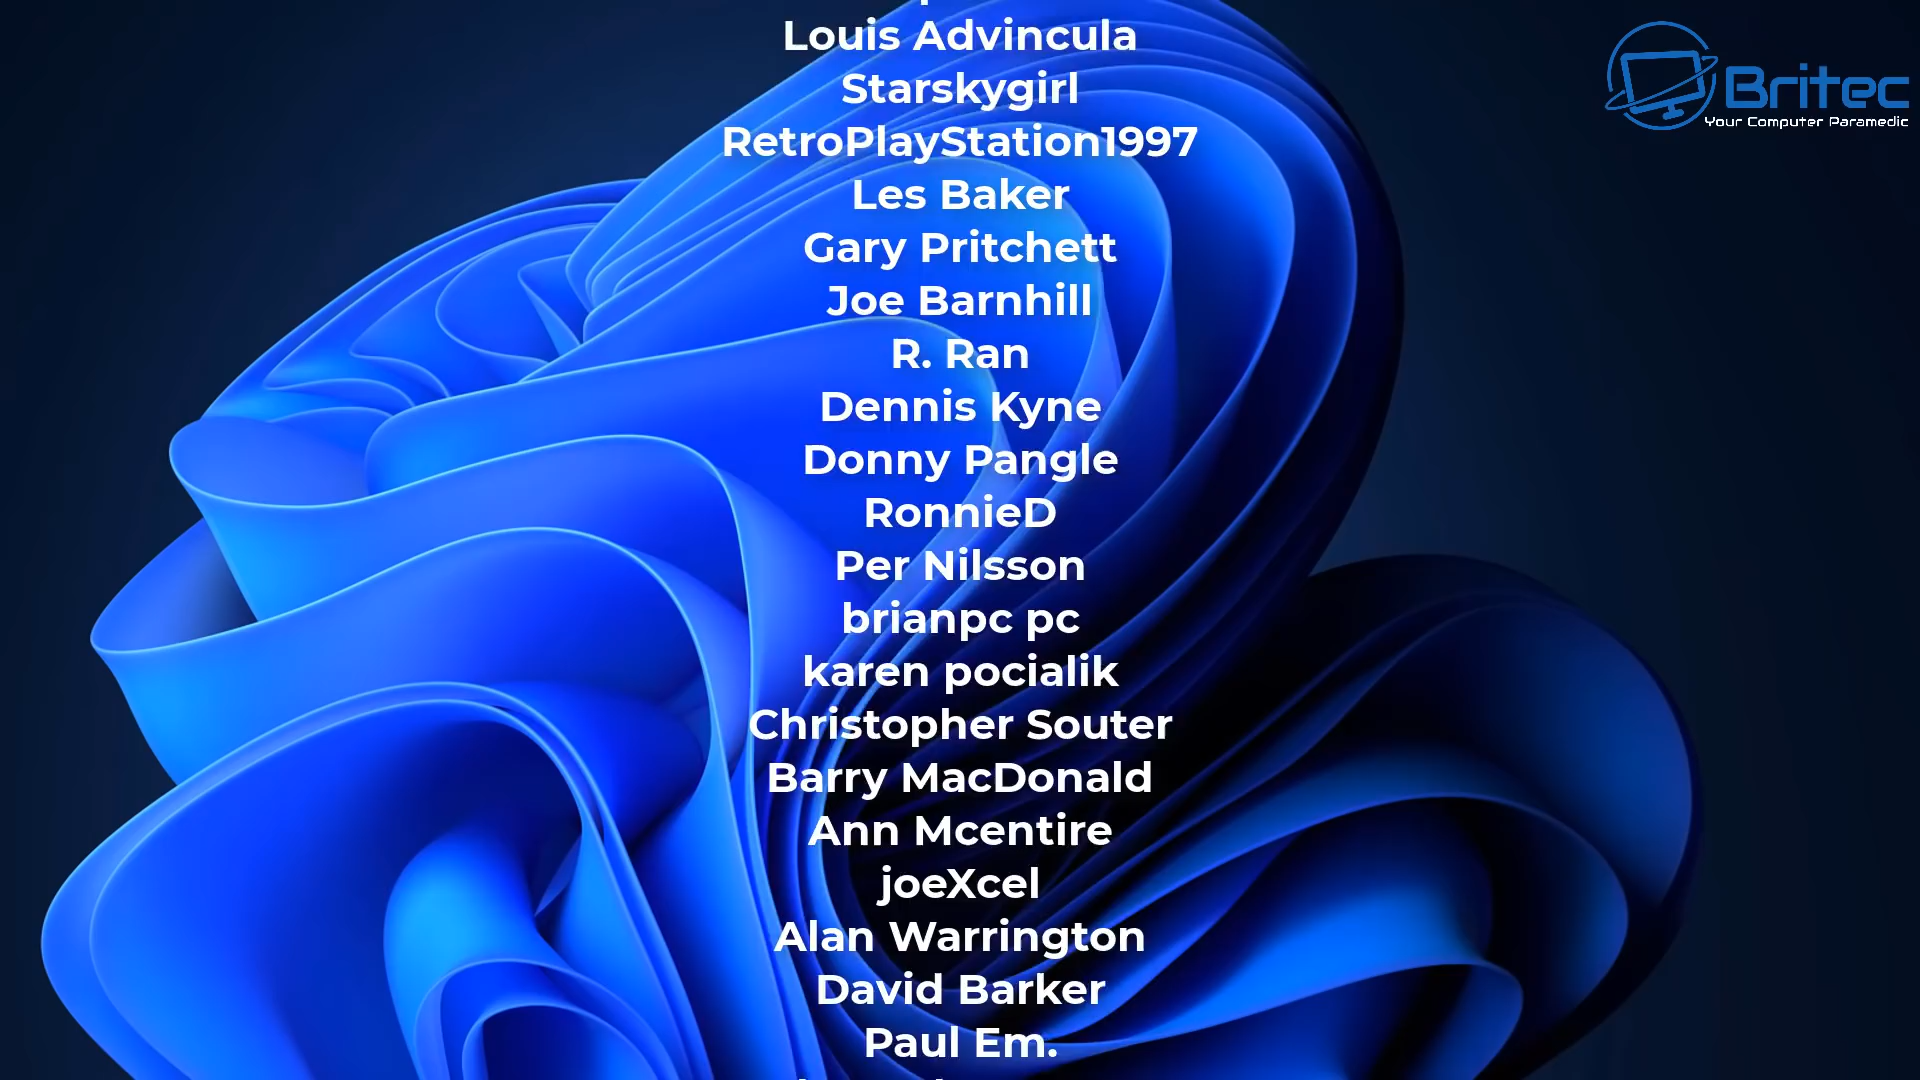 Louis Advincula
Starskygirl
RetroPlayStation1997
Les Baker
Gary Pritchett
Joe Barnhill
R. Ran
Dennis Kyne
Donny Pangle
RonnieD
Per Nilsson
brianpc pc
karen pocialik
Christopher Souter
Barry MacDonald
Ann Mcentire
joeXcel
Alan Warrington
David Barker
Paul Em.
Britec
Your Computer Paramedic